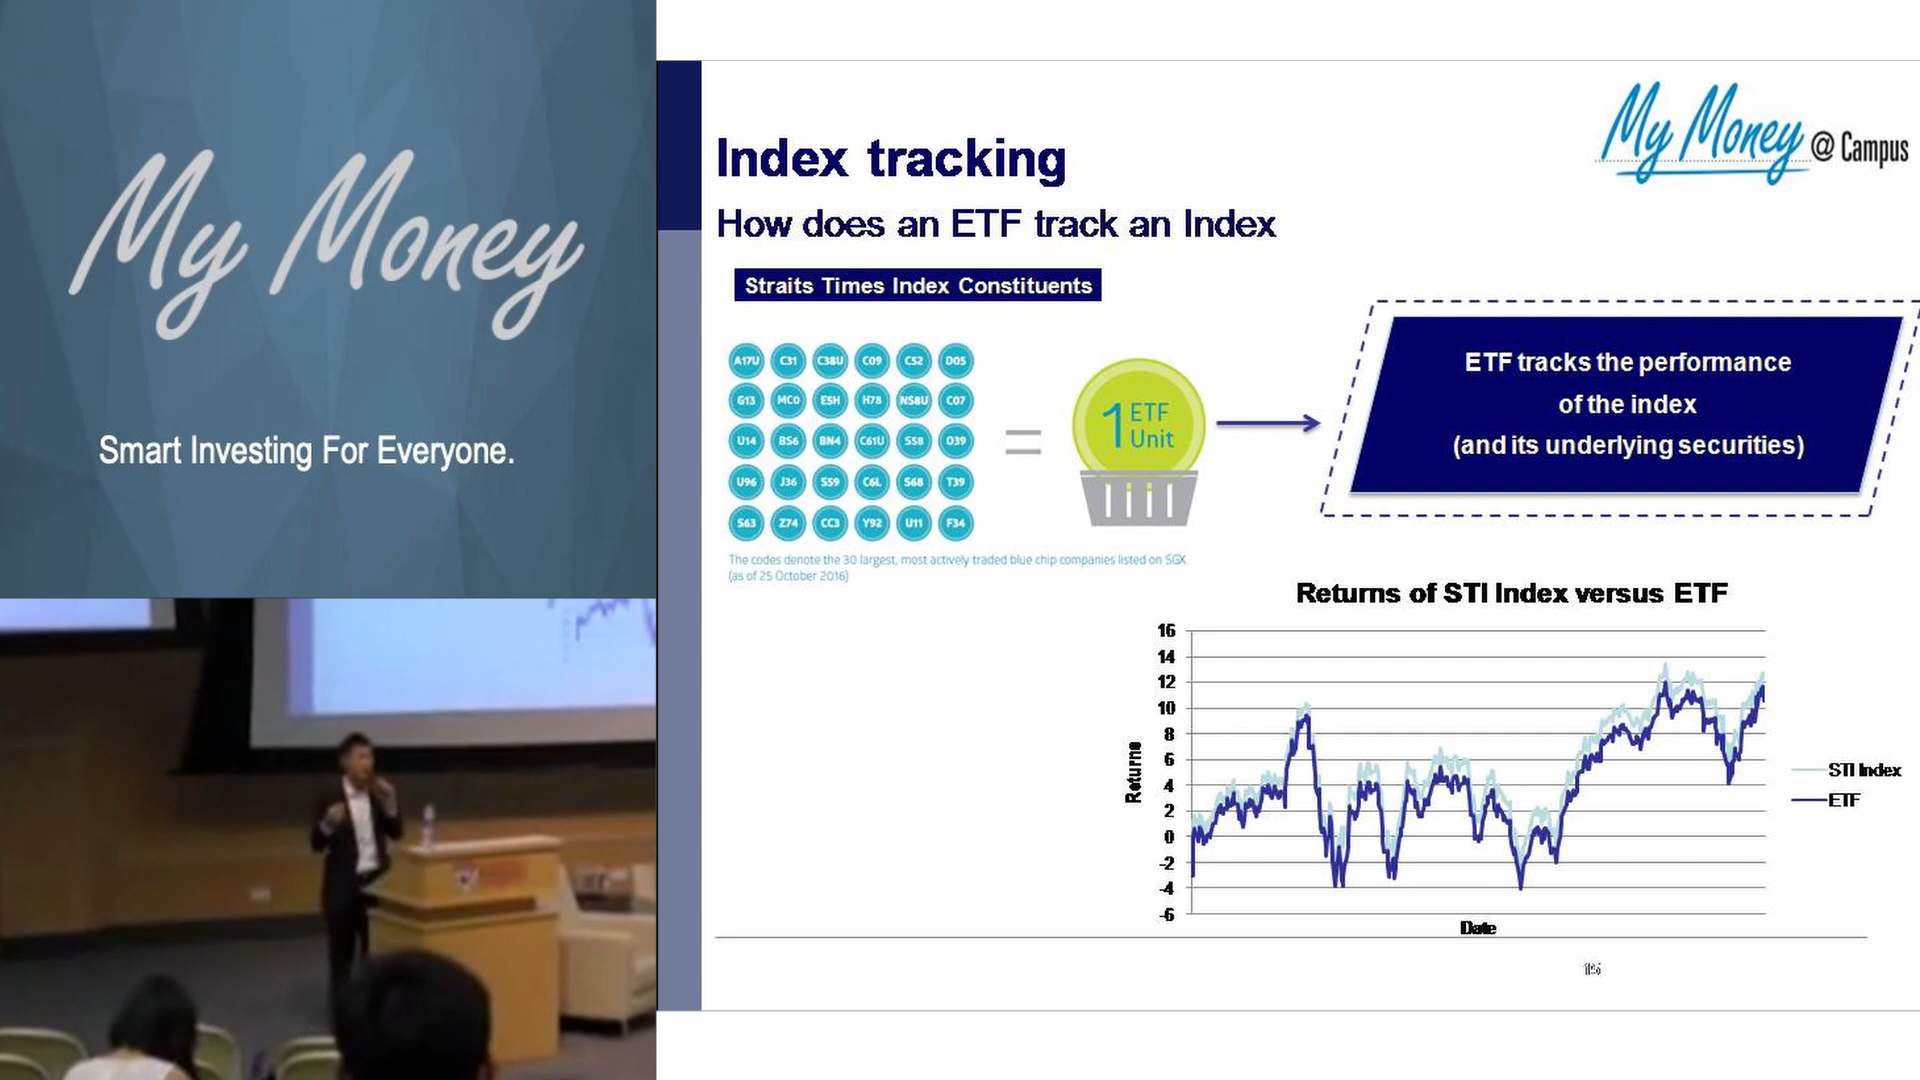 My Money
Smart Investing For Everyone.
My Money @ Campus
Index tracking
How does an ETF track an Index
Straits Times Index Constituents
A17U C31 C38U C09 C52 D05
G13 MC0 E5H H78 NS8U C07
U14 BS6 BN4 C61U S58 O39
U96 J36 S59 C6L S68 T39
S63 Z74 CC3 Y92 U11 F34
=
1 ETF
Unit
ETF tracks the performance
of the index
(and its underlying securities)
The codes denote the 30 largest, most actively traded blue chip companies listed on SGX
(as of 25 October 2016)
Returns of STI Index versus ETF
16
14
12
10
8
6
4
2
0
-2
-4
-6
Returns
Date
STI Index
ETF
15